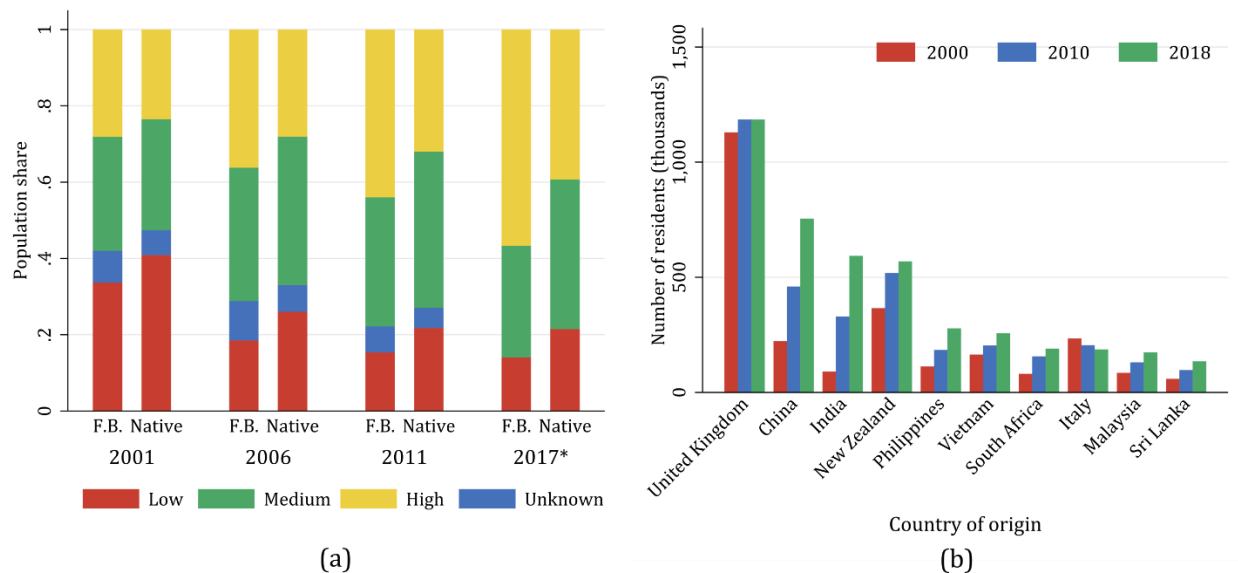 Population share
1
.8
.6
.4
.2
0
F.B. Native F.B. Native F.B. Native F.B. Native
2001 2006 2011 2017*
Low Medium High Unknown
(a)
Number of residents (thousands)
1,500
1,000
500
0
2000 2010 2018
United Kingdom
China
India
New Zealand
Philippines
Vietnam
South Africa
Italy
Malaysia
Sri Lanka
Country of origin
(b)